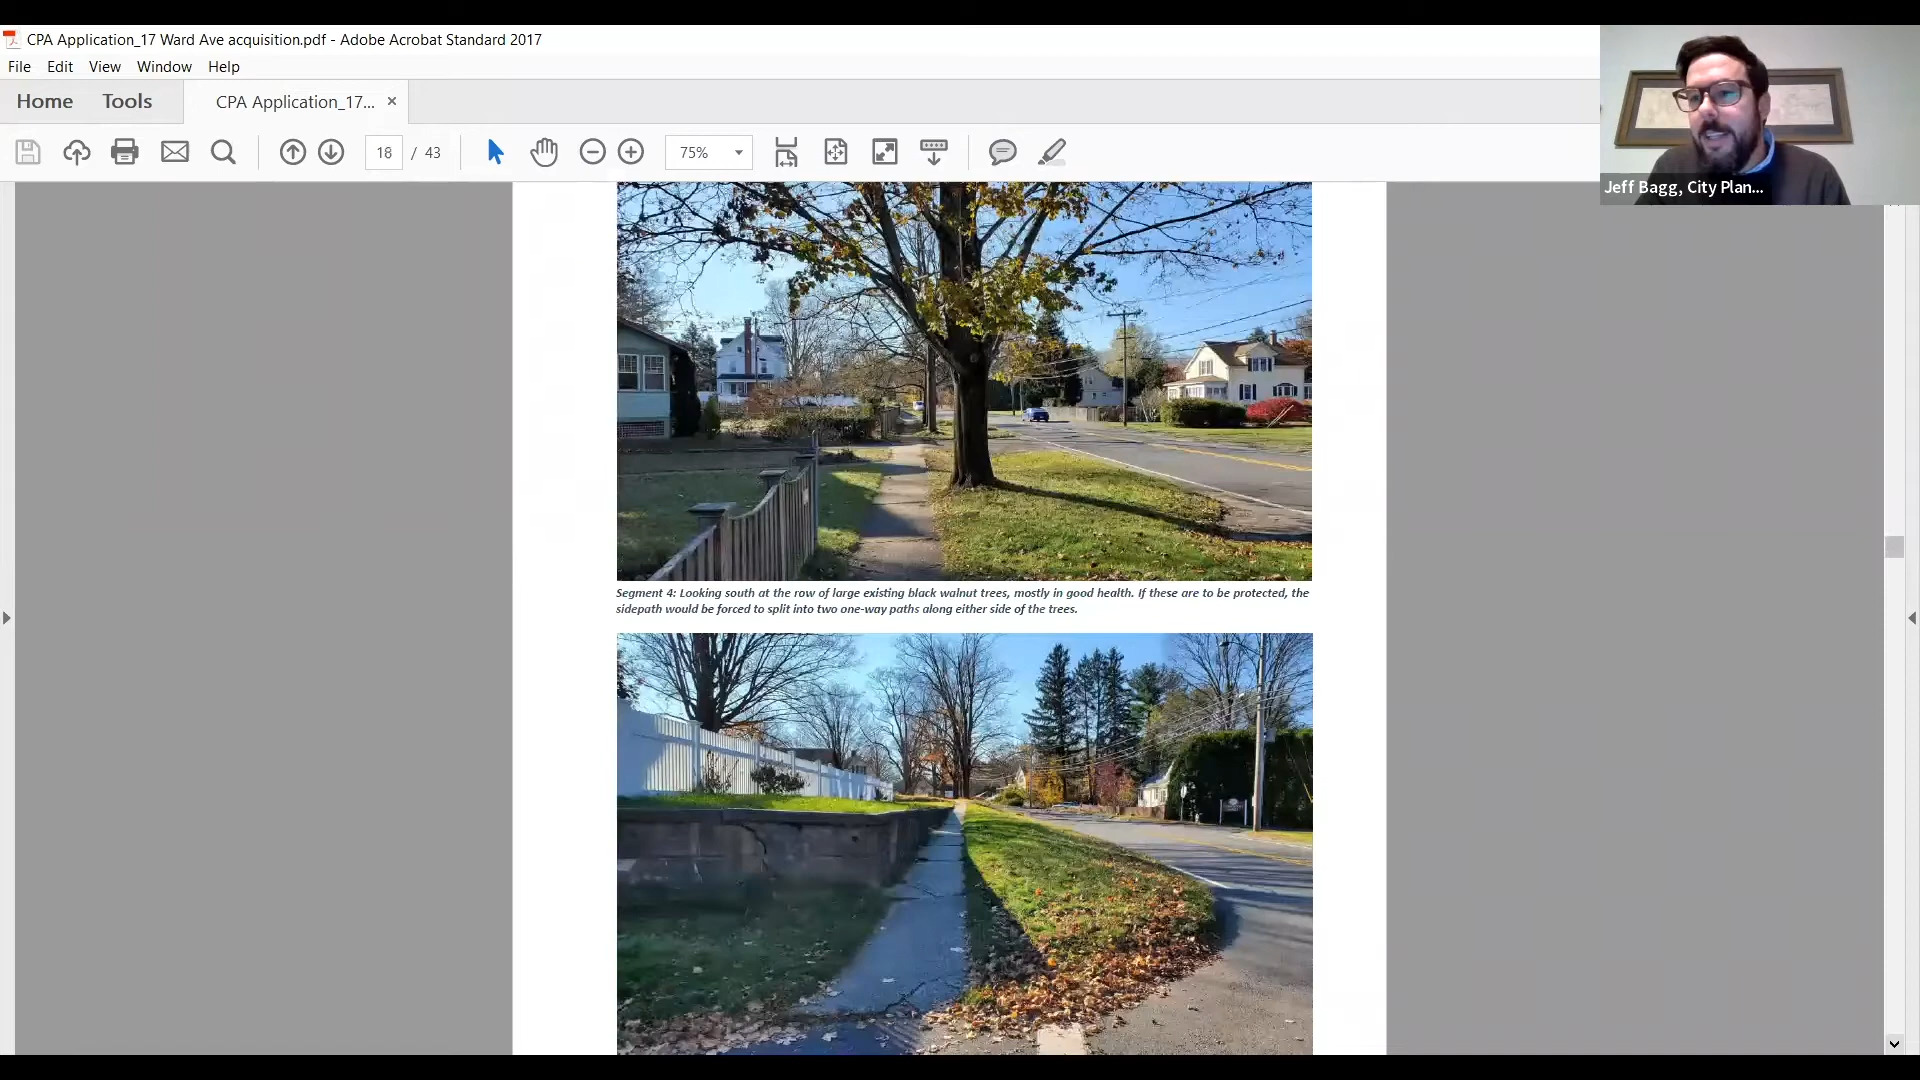 CPA Application_17 Ward Ave acquisition.pdf - Adobe Acrobat Standard 2017
File Edit View Window Help
Home Tools CPA Application_17... ×
18 / 43 75%
Jeff Bagg, City Plan...
Segment 4: Looking south at the row of large existing black walnut trees, mostly in good health. If these are to be protected, the
sidepath would be forced to split into two one-way paths along either side of the trees.